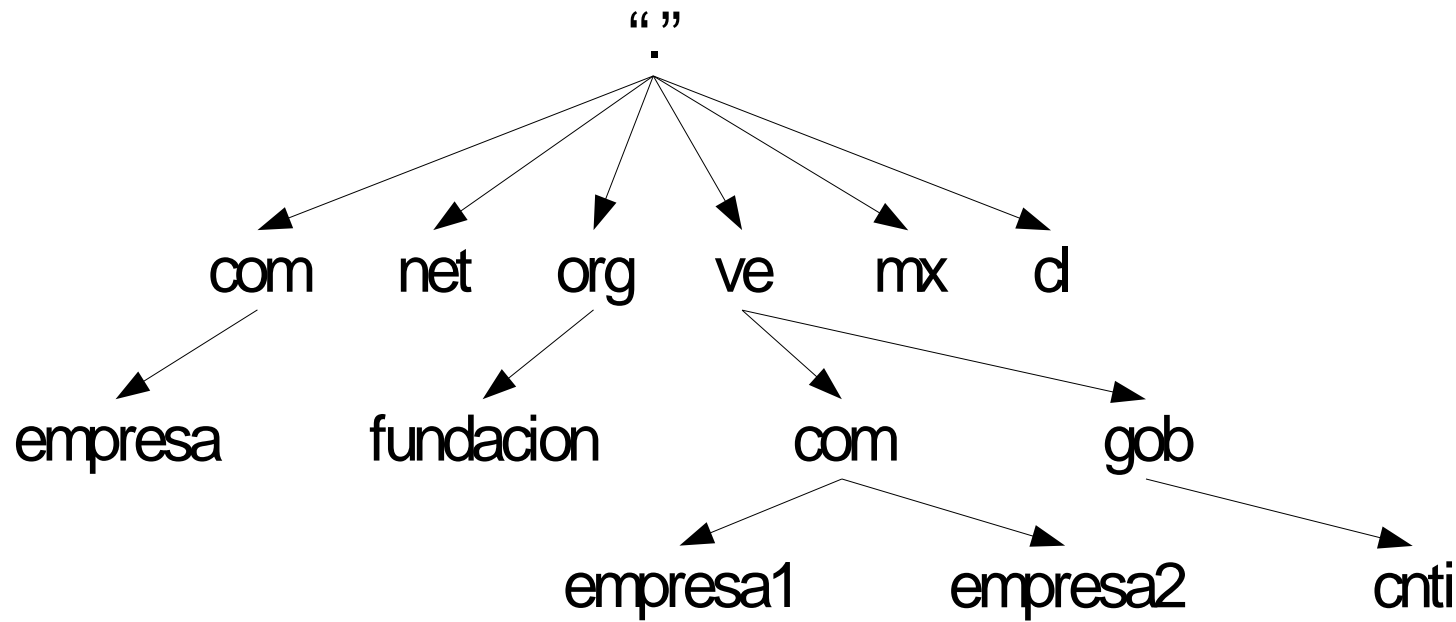 “.”
com net org ve mx cl
empresa fundacion com gob
empresa1 empresa2 cnti